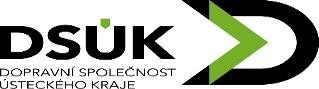 DSÚK
DOPRAVNÍ SPOLEČNOST
ÚSTECKÉHO KRAJE